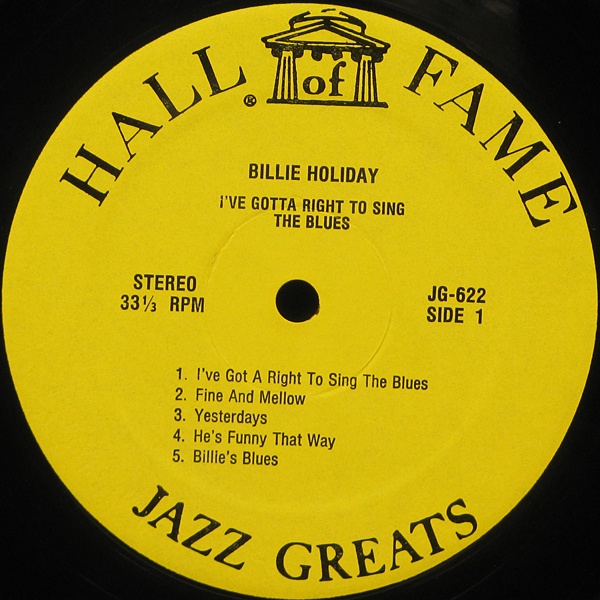 HALL of FAME
®
BILLIE HOLIDAY
I'VE GOTTA RIGHT TO SING
THE BLUES
STEREO
33⅓ RPM
JG-622
SIDE 1
1. I've Got A Right To Sing The Blues
2. Fine And Mellow
3. Yesterdays
4. He's Funny That Way
5. Billie's Blues
JAZZ GREATS